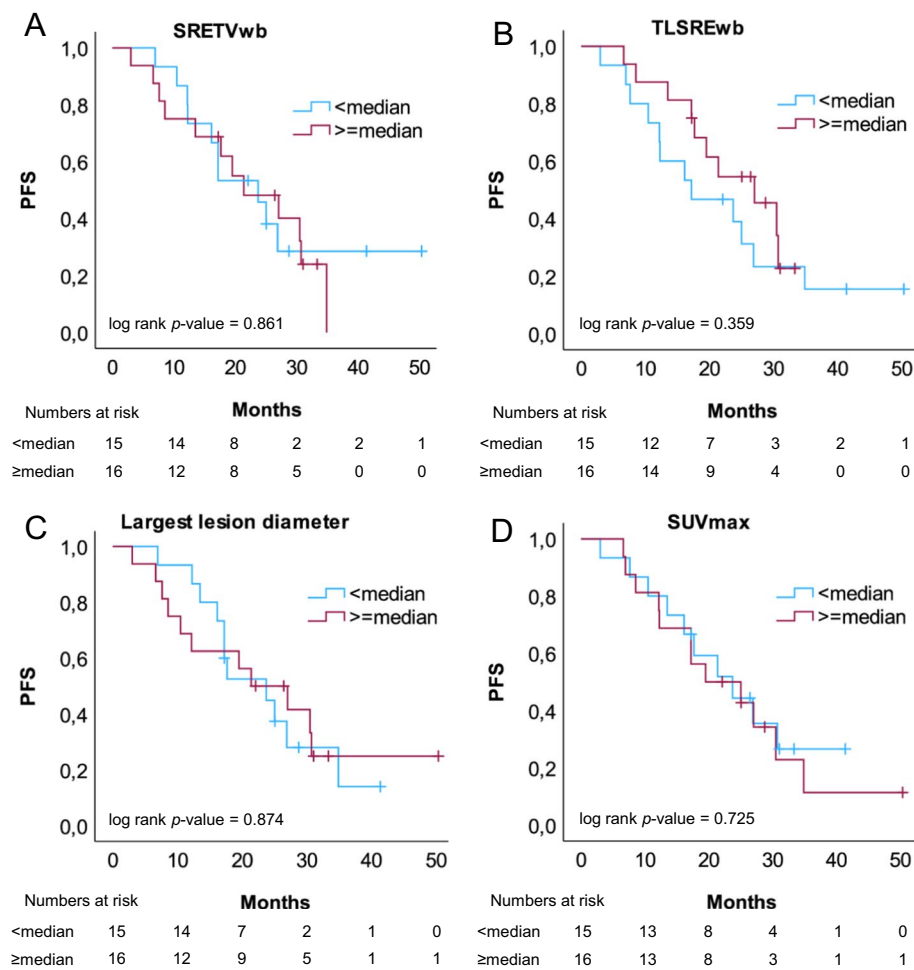 A
SRETVwb
1,0
0,8
0,6
0,4
0,2
0,0
PFS
<median
>=median
log rank p-value = 0.861
0 10 20 30 40 50
Numbers at risk Months
<median 15 14 8 2 2 1
≥median 16 12 8 5 0 0
B
TLSREwb
1,0
0,8
0,6
0,4
0,2
0,0
PFS
<median
>=median
log rank p-value = 0.359
0 10 20 30 40 50
Numbers at risk Months
<median 15 12 7 3 2 1
≥median 16 14 9 4 0 0
C
Largest lesion diameter
1,0
0,8
0,6
0,4
0,2
0,0
PFS
<median
>=median
log rank p-value = 0.874
0 10 20 30 40 50
Numbers at risk Months
<median 15 14 7 2 1 0
≥median 16 12 9 5 1 1
D
SUVmax
1,0
0,8
0,6
0,4
0,2
0,0
PFS
<median
>=median
log rank p-value = 0.725
0 10 20 30 40 50
Numbers at risk Months
<median 15 13 8 4 1 0
≥median 16 13 8 3 1 1